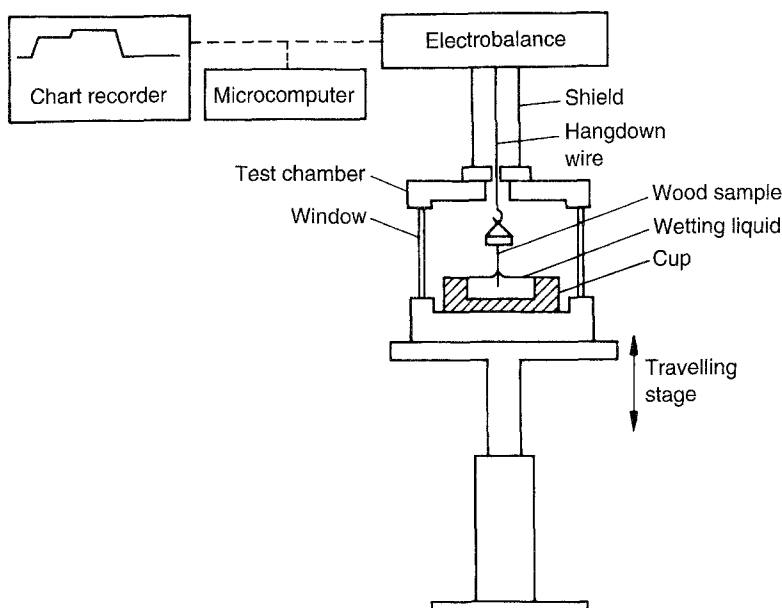 Chart recorder
Microcomputer
Electrobalance
Shield
Hangdown
wire
Test chamber
Window
Wood sample
Wetting liquid
Cup
Travelling
stage